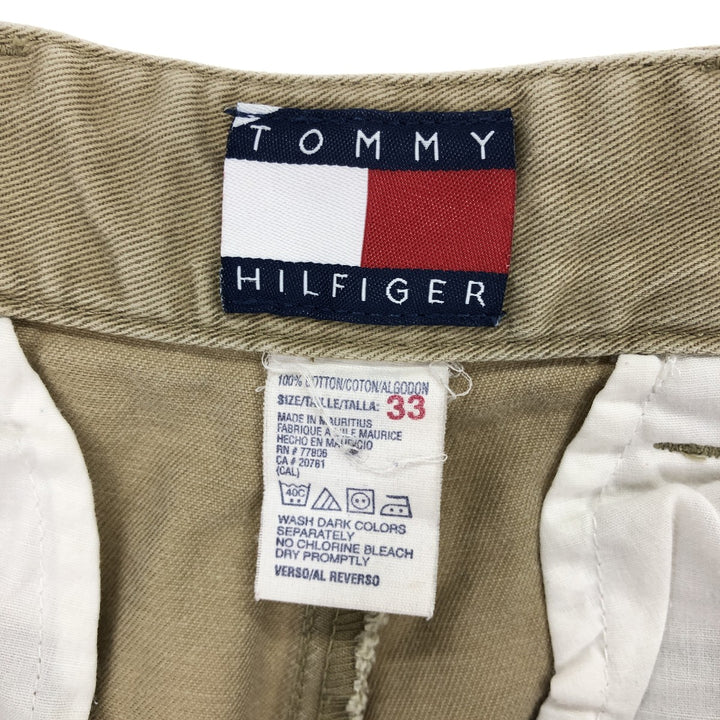 TOMMY
HILFIGER
100% COTTON/COTON/ALGODON
SIZE/TAILLE/TALLA: 33
MADE IN MAURITIUS
FABRIQUE A L'ILE MAURICE
HECHO EN MAURICIO
RN # 77806
CA # 20781
(CAL)
40C
WASH DARK COLORS
SEPARATELY
NO CHLORINE BLEACH
DRY PROMPTLY
VERSO/AL REVERSO